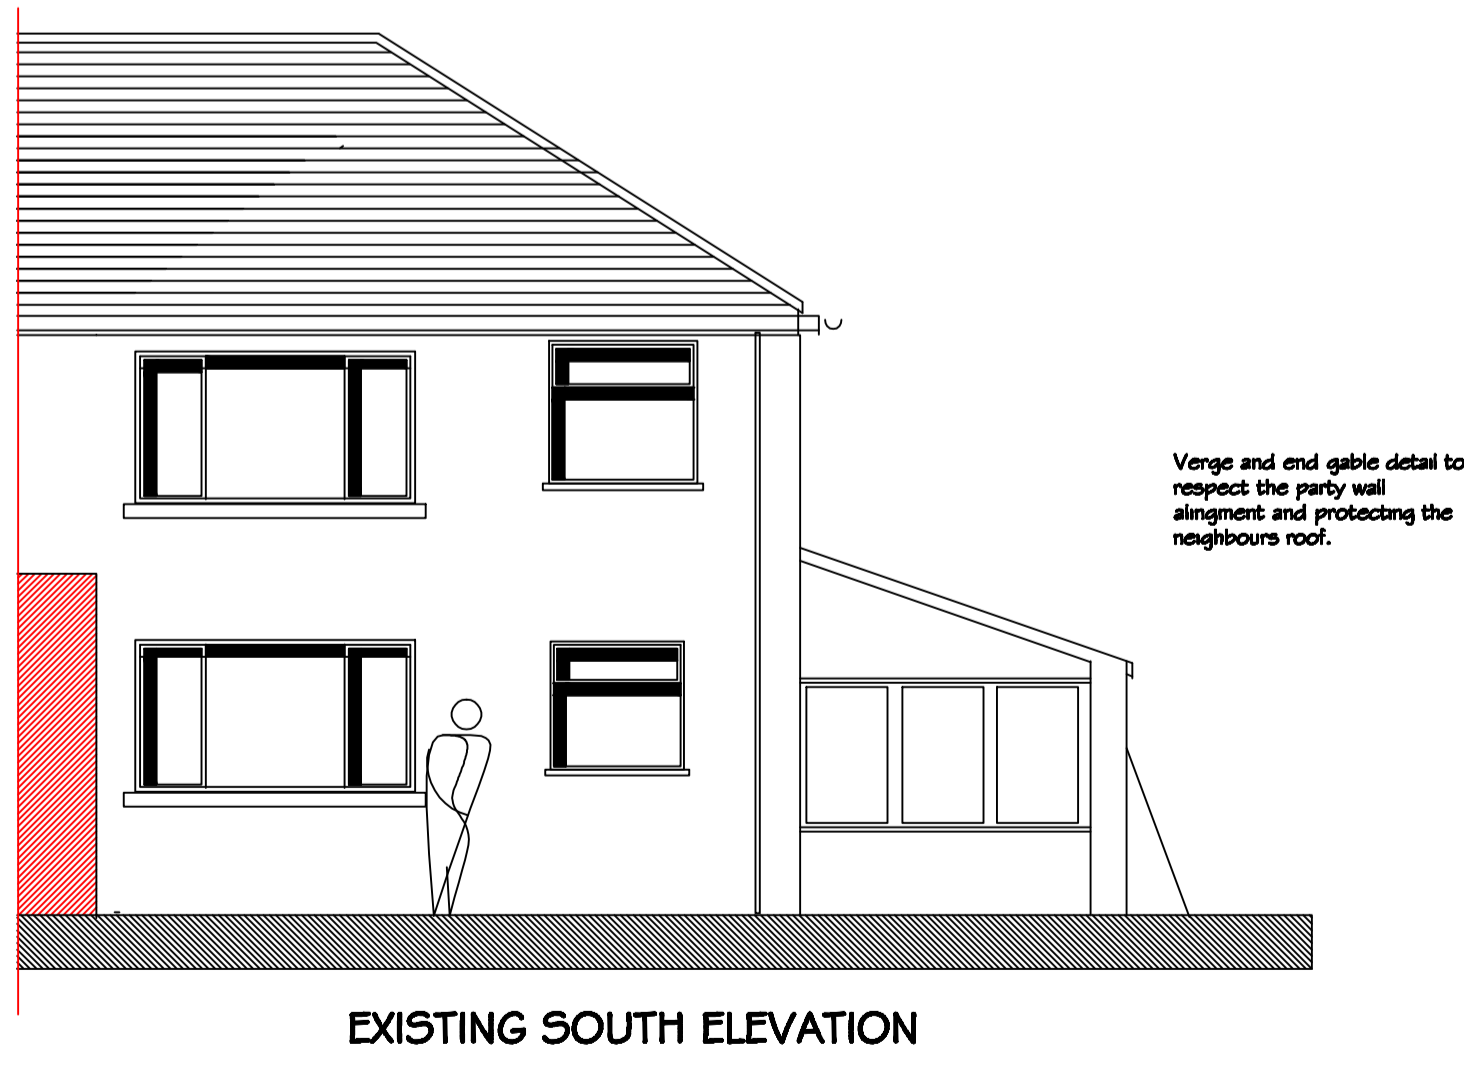 Verge and end gable detail to
respect the party wall
alingment and protecting the
neighbours roof.
EXISTING SOUTH ELEVATION